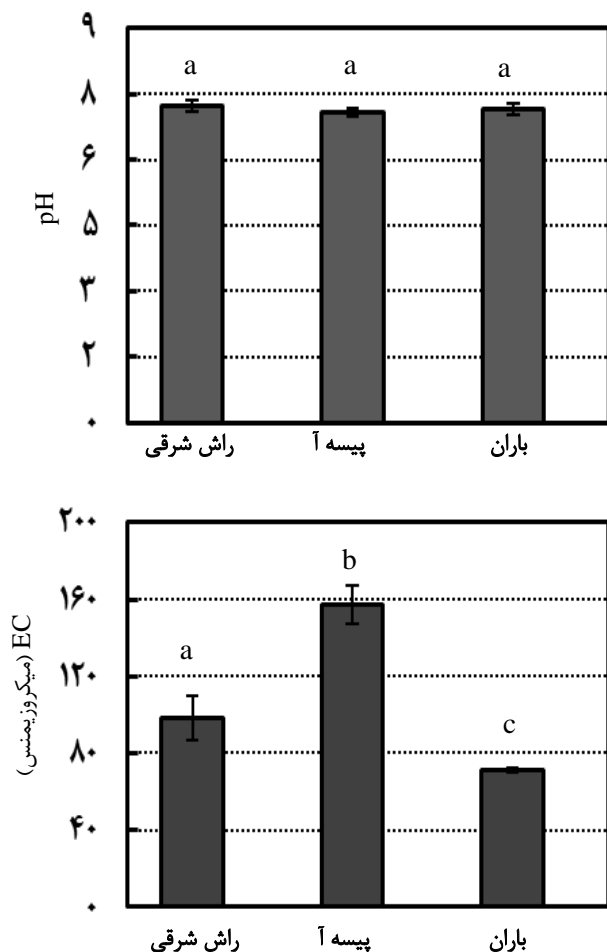 ۹
a
a
a
۸
۶
pH
۵
۳
۲
۰
راش شرقی
پیسه آ
باران
۲۰۰
b
۱۶۰
a
۱۲۰
EC (میکروزیمنس)
c
۸۰
۴۰
۰
راش شرقی
پیسه آ
باران